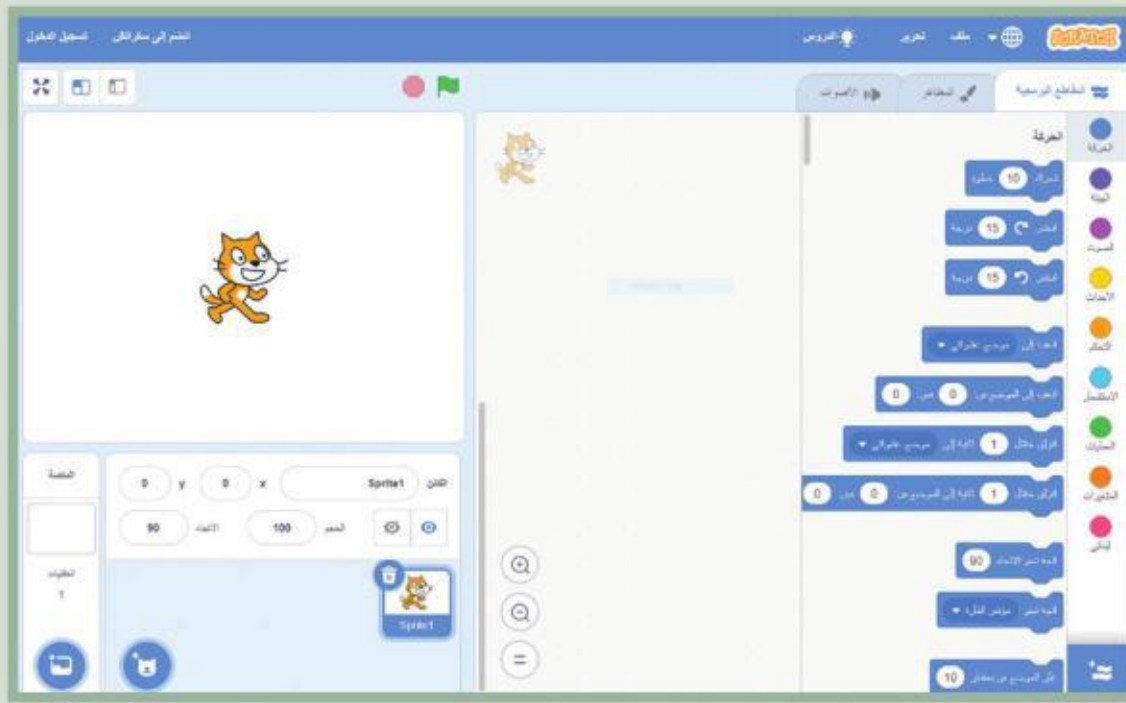 SCRATCH
ملف
تحرير
الدروس
انضم إلى سكراتش
تسجيل الدخول
المقاطع البرمجية
المظاهر
الأصوات
الحركة
الحركة
الهيئة
الصوت
الأحداث
التحكم
الاستشعار
العمليات
المتغيرات
لبناتي
تحرك 10 خطوة
استدر 15 درجة
استدر 15 درجة
اذهب إلى موضع عشوائي
اذهب إلى الموضع س: 0 ص: 0
انزلق خلال 1 ثانية إلى موضع عشوائي
انزلق خلال 1 ثانية إلى الموضع س: 0 ص: 0
اتجه نحو الاتجاه 90
اتجه نحو مؤشر الفأرة
غيّر الموضع س بمقدار 10
الكائن Sprite1 x 0 y 0
الحجم 100 الاتجاه 90
Sprite1
المنصة
الخلفيات
1